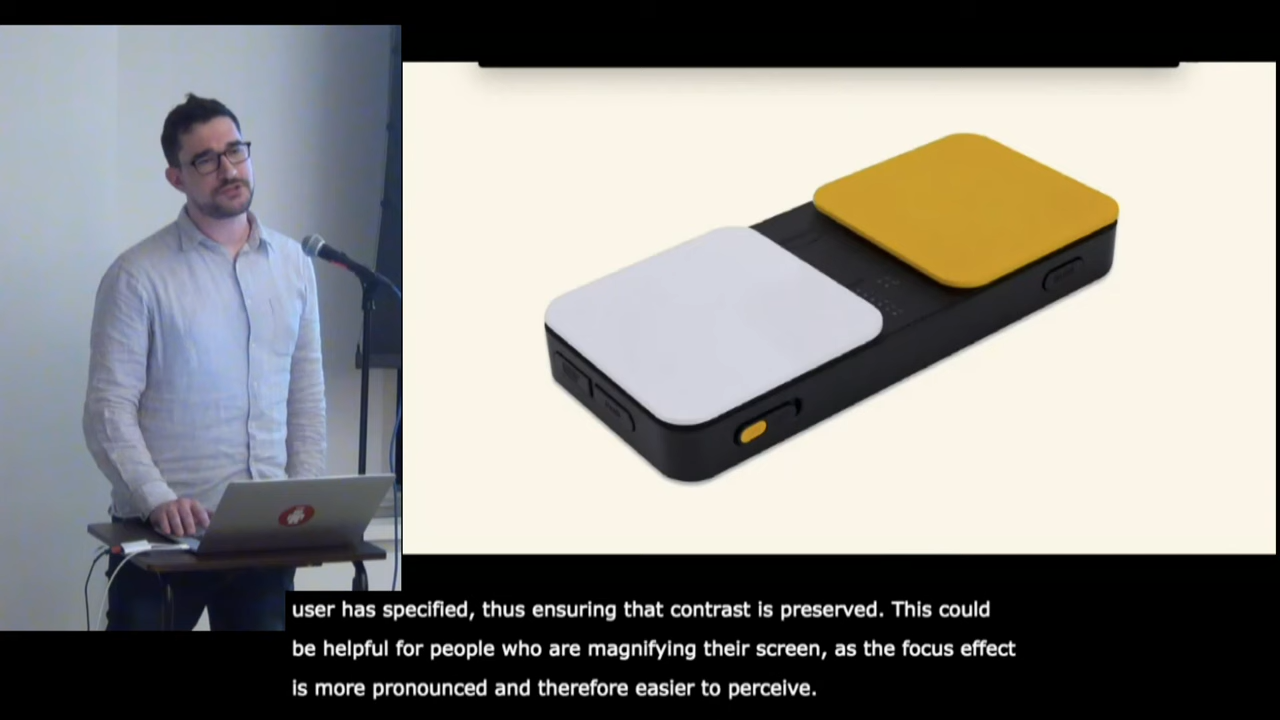 user has specified, thus ensuring that contrast is preserved. This could
be helpful for people who are magnifying their screen, as the focus effect
is more pronounced and therefore easier to perceive.